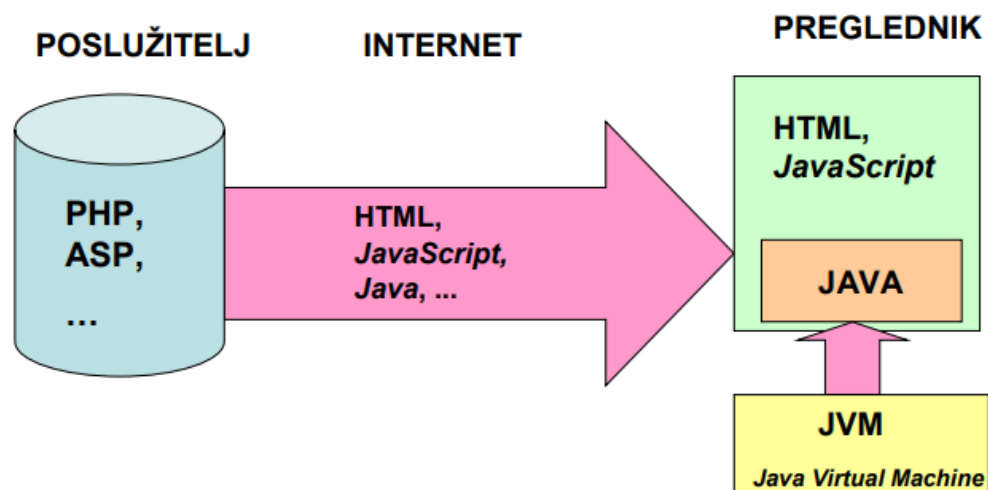 POSLUŽITELJ
INTERNET
PREGLEDNIK
PHP,
ASP,
...
HTML,
JavaScript,
Java, ...
HTML,
JavaScript
JAVA
JVM
Java Virtual Machine